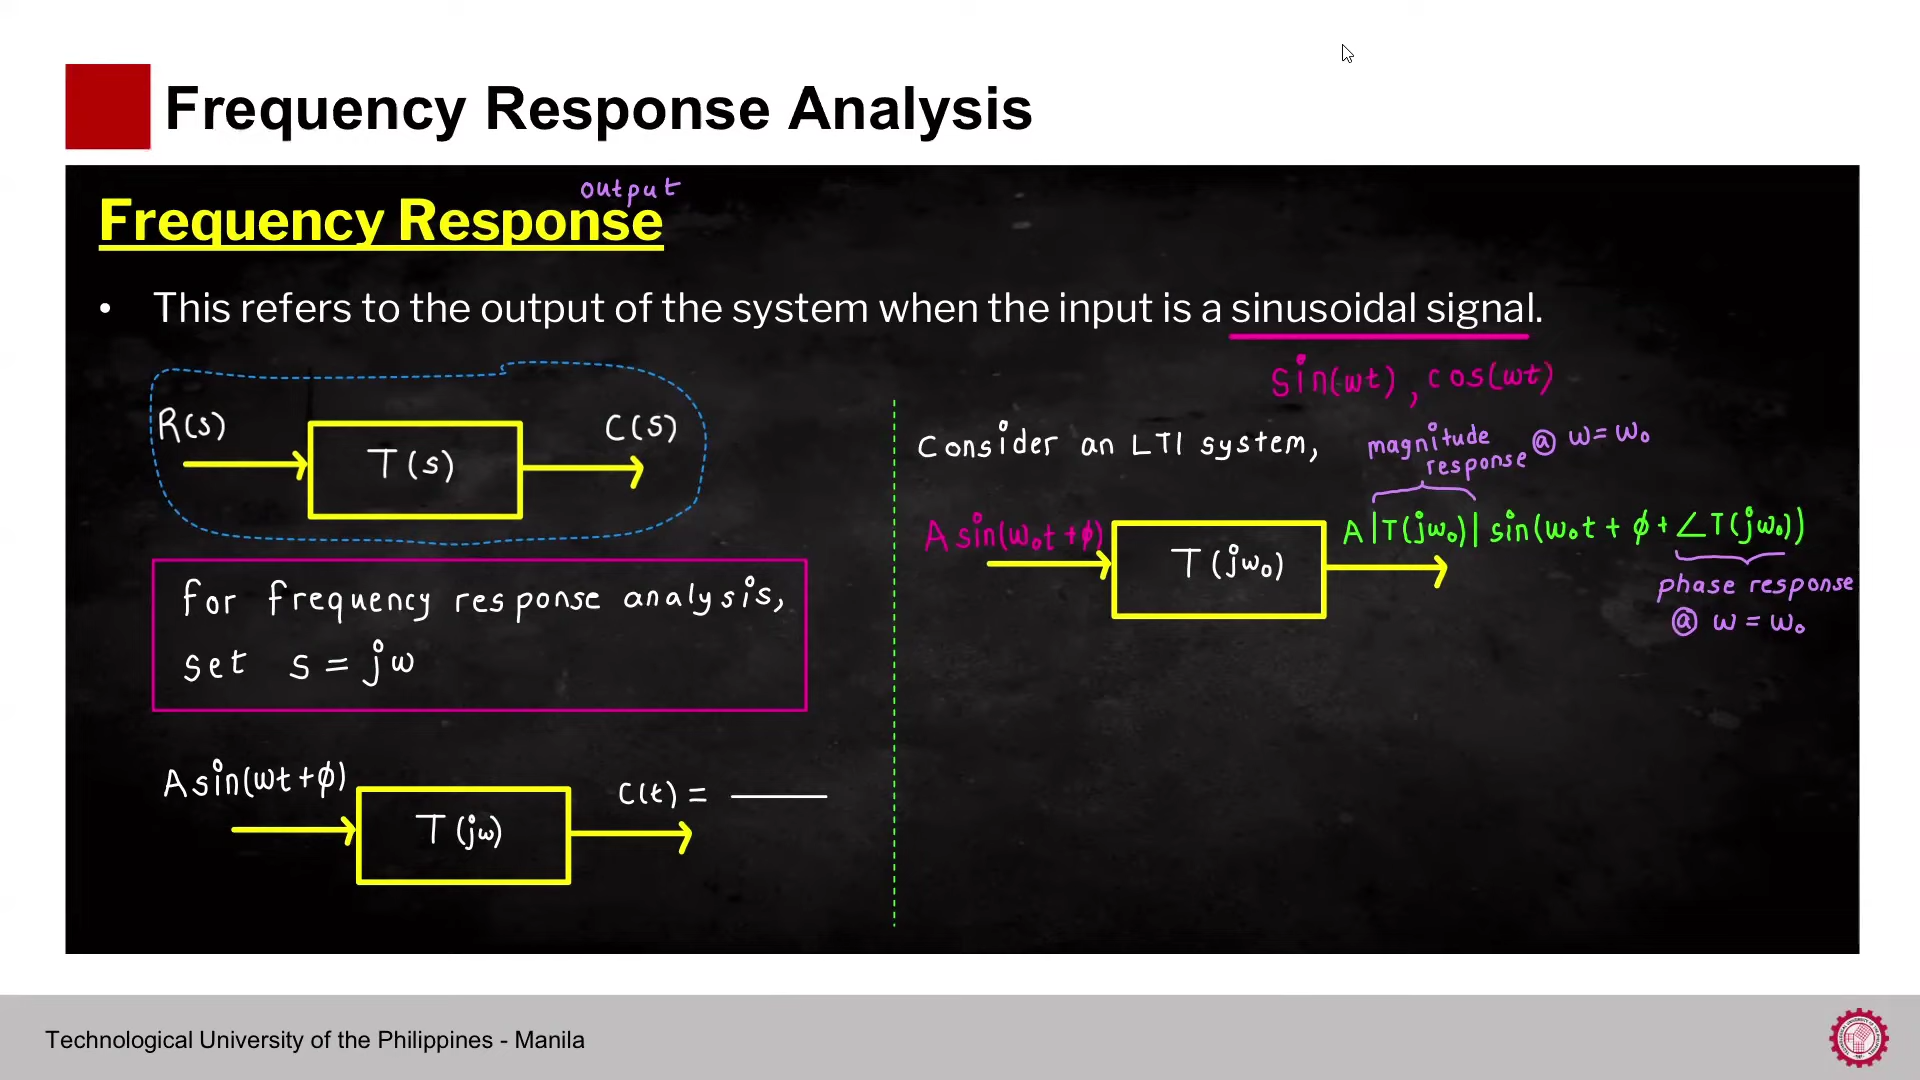 Frequency Response Analysis
output
Frequency Response
• This refers to the output of the system when the input is a sinusoidal signal.
sin(ωt) , cos(ωt)
R(s)
T(s)
C(s)
for frequency response analysis,
set s = jω
A sin(ωt+ϕ)
T(jω)
C(t) = ______
Consider an LTI system,
magnitude
response @ ω=ω₀
A sin(ω₀t+ϕ)
T(jω₀)
A|T(jω₀)| sin(ω₀t + ϕ + ∠T(jω₀))
phase response
@ ω = ω₀
Technological University of the Philippines - Manila